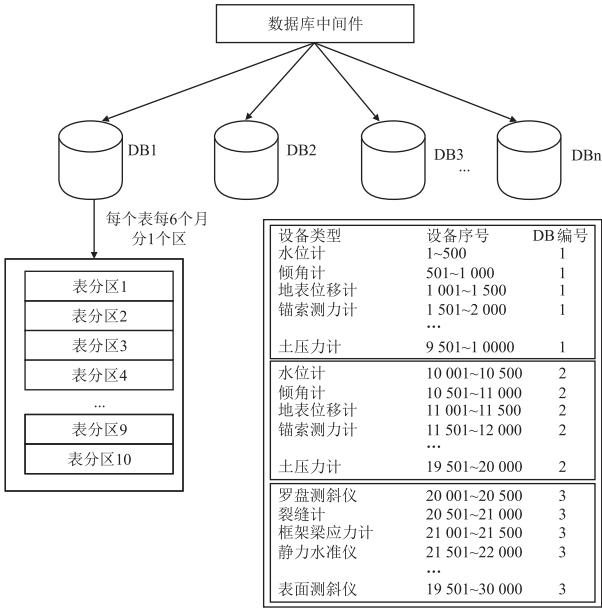 数据库中间件
DB1
DB2
DB3
...
DBn
每个表每6个月
分1个区
表分区1
表分区2
表分区3
表分区4
...
表分区9
表分区10
设备类型 设备序号 DB 编号
水位计 1~500 1
倾角计 501~1 000 1
地表位移计 1 001~1 500 1
锚索测力计 1 501~2 000 1
...
土压力计 9 501~1 0000 1
水位计 10 001~10 500 2
倾角计 10 501~11 000 2
地表位移计 11 001~11 500 2
锚索测力计 11 501~12 000 2
...
土压力计 19 501~20 000 2
罗盘测斜仪 20 001~20 500 3
裂缝计 20 501~21 000 3
框架梁应力计 21 001~21 500 3
静力水准仪 21 501~22 000 3
...
表面测斜仪 19 501~30 000 3